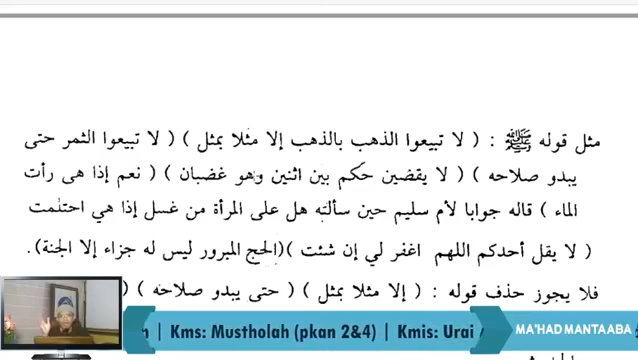 مثل قوله ﷺ : ( لا تبيعوا الذهب بالذهب إلا مثلا بمثل ) ( لا تبيعوا الثمر حتى
يبدو صلاحه ) ( لا يقضين حكم بين اثنين وهو غضبان ) ( نعم إذا هى رأت
الماء ) قاله جوابا لأم سليم حين سألته هل على المرأة من غسل إذا هي احتلمت
( لا يقل أحدكم اللهم اغفر لي إن شئت )(الحج المبرور ليس له جزاء إلا الجنة).
فلا يجوز حذف قوله : ( إلا مثلا بمثل ) ( حتى يبدو صلاحه ) (
| Kms: Mustholah (pkan 2&4) | Kmis: Urai
MA'HAD MANTAABA